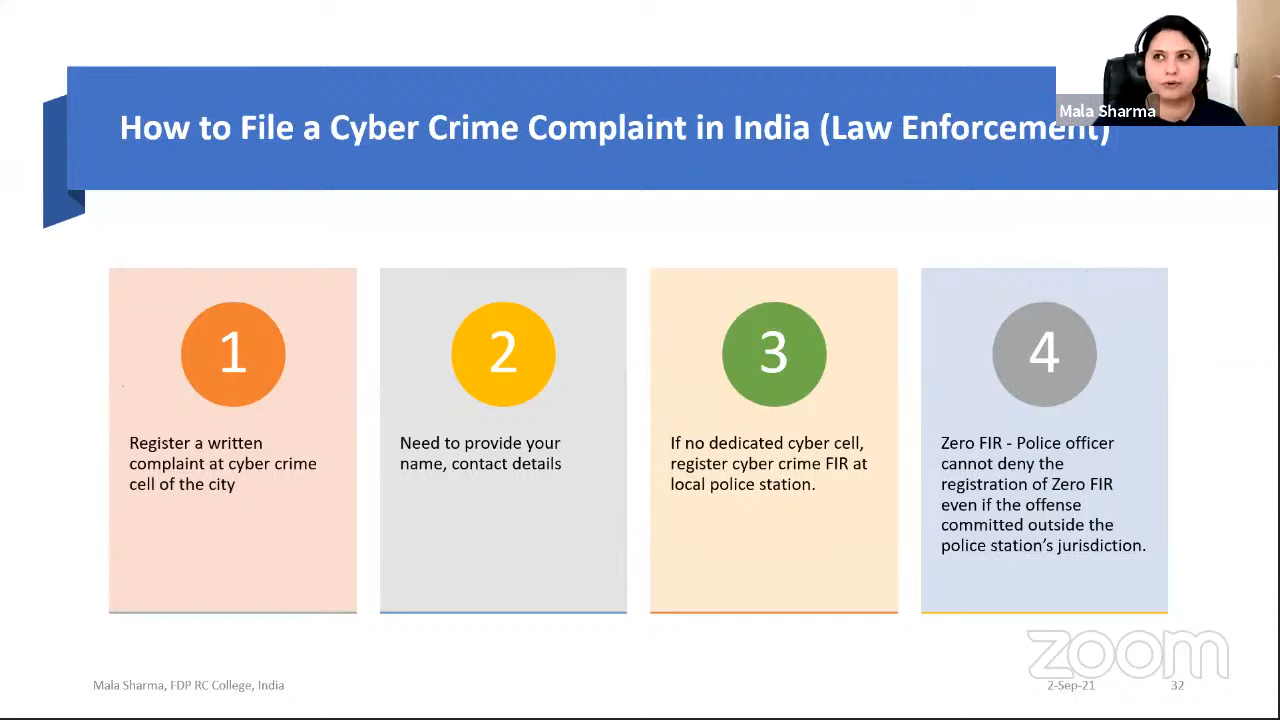 How to File a Cyber Crime Complaint in India (Law Enforcement)
Mala Sharma
1
Register a written
complaint at cyber crime
cell of the city
2
Need to provide your
name, contact details
3
If no dedicated cyber cell,
register cyber crime FIR at
local police station.
4
Zero FIR - Police officer
cannot deny the
registration of Zero FIR
even if the offense
committed outside the
police station’s jurisdiction.
zoom
Mala Sharma, FDP RC College, India
2-Sep-21
32